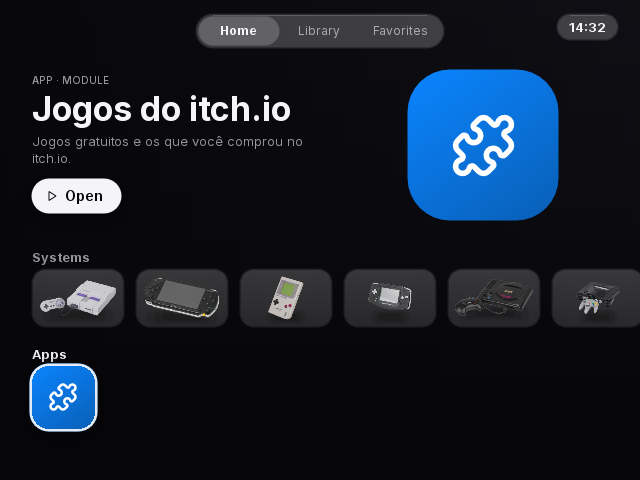 Home
Library
Favorites
14:32
APP · MODULE
Jogos do itch.io
Jogos gratuitos e os que você comprou no
itch.io.
Open
Systems
Apps